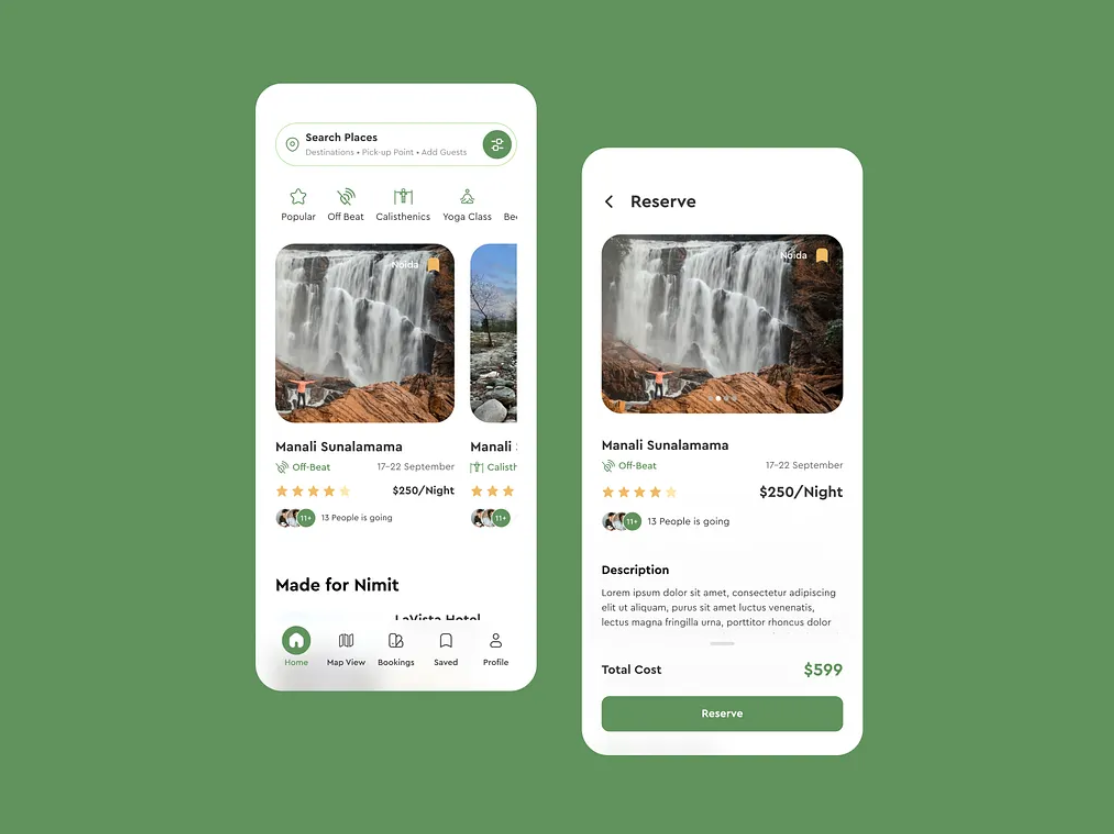 Search Places
Destinations • Pick-up Point • Add Guests
Popular
Off Beat
Calisthenics
Yoga Class
Noida
Manali Sunalamama
Off-Beat
17-22 September
$250/Night
11+
13 People is going
Manali
11+
Made for Nimit
LaVista Hotel
Home
Map View
Bookings
Saved
Profile
Reserve
Noida
Manali Sunalamama
Off-Beat
17-22 September
$250/Night
11+
13 People is going
Description
Lorem ipsum dolor sit amet, consectetur adipiscing
elit ut aliquam, purus sit amet luctus venenatis,
lectus magna fringilla urna, porttitor rhoncus dolor
Total Cost
$599
Reserve